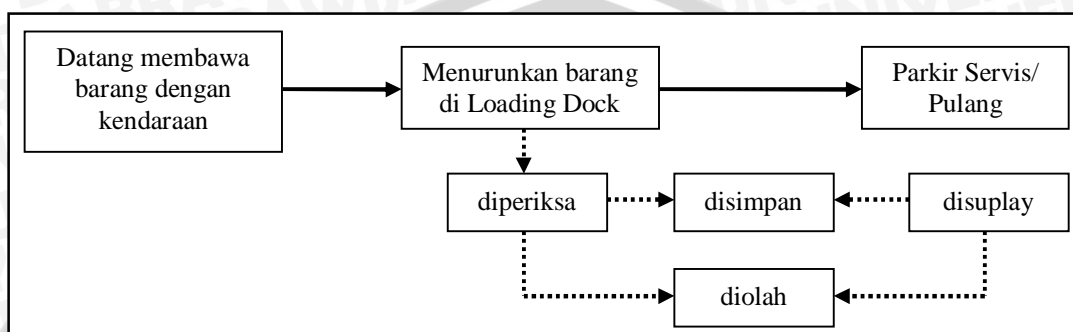 Datang membawa
barang dengan
kendaraan
Menurunkan barang
di Loading Dock
Parkir Servis/
Pulang
diperiksa
disimpan
disuplay
diolah